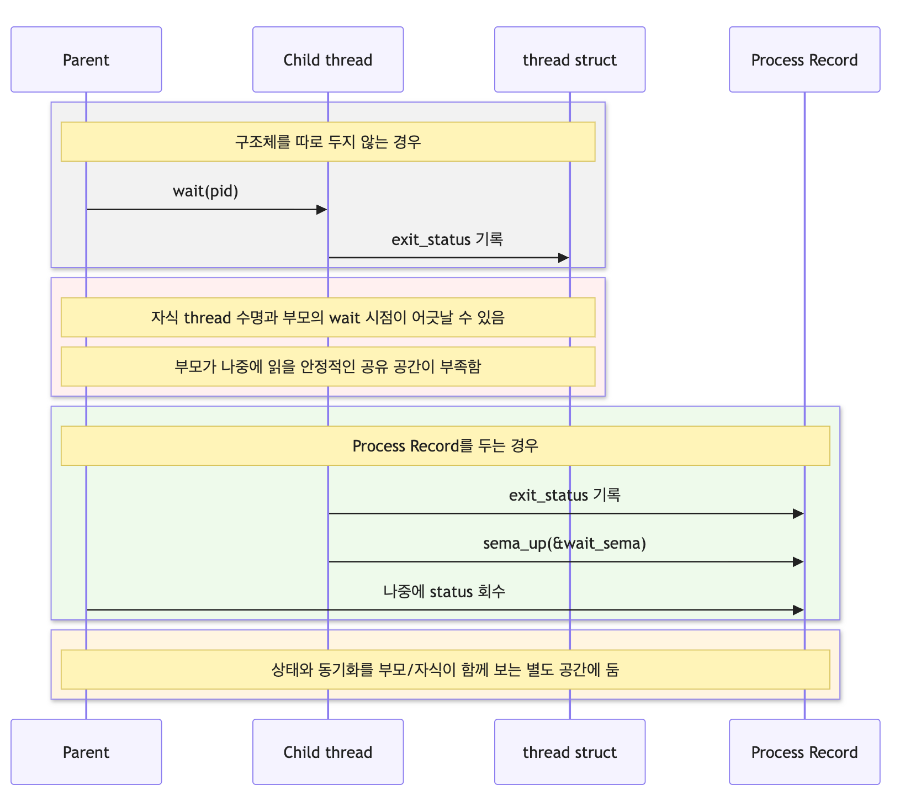 Parent
Child thread
thread struct
Process Record
구조체를 따로 두지 않는 경우
wait(pid)
exit_status 기록
자식 thread 수명과 부모의 wait 시점이 어긋날 수 있음
부모가 나중에 읽을 안정적인 공유 공간이 부족함
Process Record를 두는 경우
exit_status 기록
sema_up(&wait_sema)
나중에 status 회수
상태와 동기화를 부모/자식이 함께 보는 별도 공간에 둠
Parent
Child thread
thread struct
Process Record